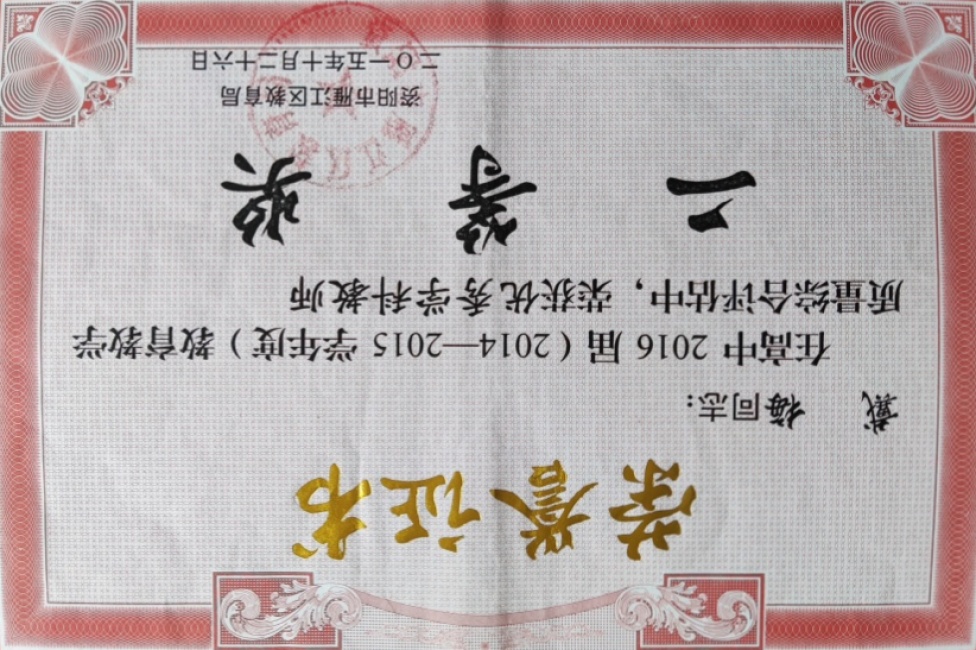 荣誉证书
戴梅同志：
在高中 2016 届（2014—2015 学年度）教育教学
质量综合评估中，荣获优秀学科教师
二等奖
资阳市雁江区教育局
二O一五年十月二十六日